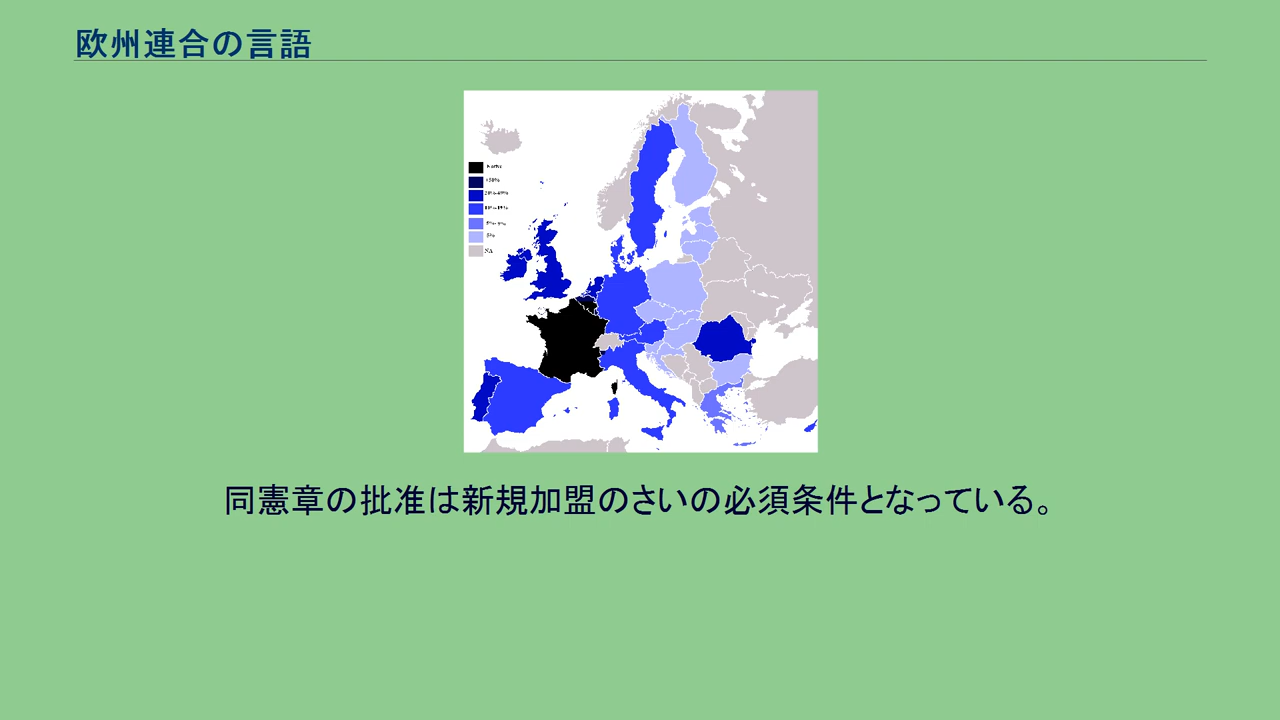 欧州連合の言語
NA
同憲章の批准は新規加盟のさいの必須条件となっている。